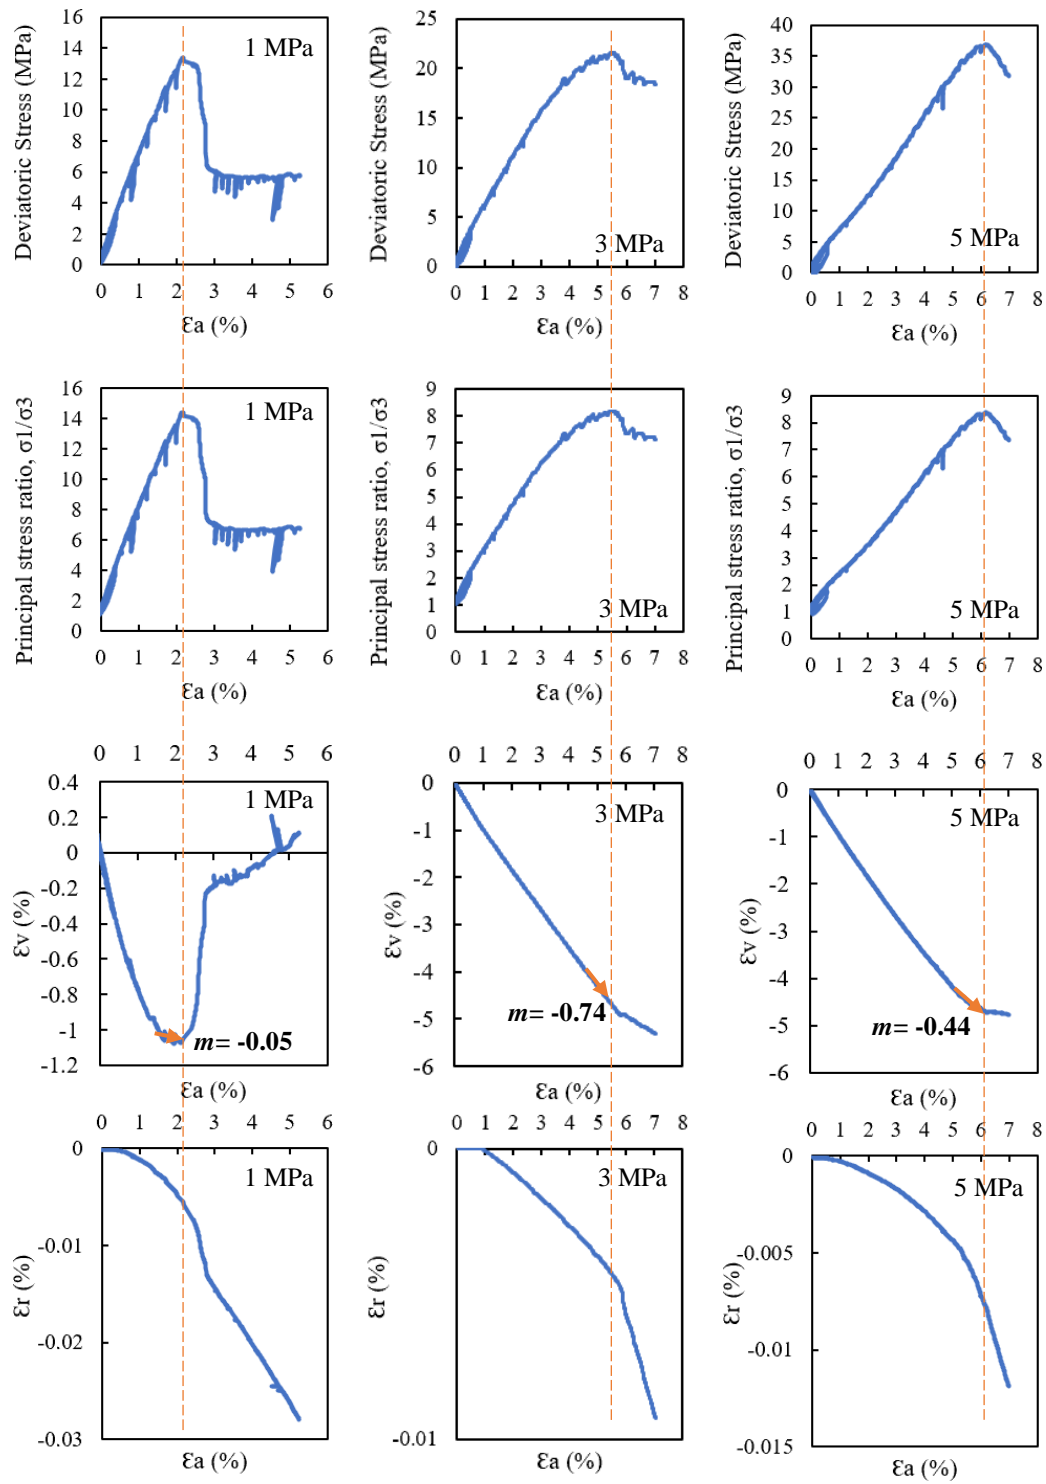 Deviatoric Stress (MPa)
16
14
12
10
8
6
4
2
0
1 MPa
0 1 2 3 4 5 6
Ɛa (%)
Deviatoric Stress (MPa)
25
20
15
10
5
0
3 MPa
0 1 2 3 4 5 6 7 8
Ɛa (%)
Deviatoric Stress (MPa)
40
35
30
25
20
15
10
5
0
5 MPa
0 1 2 3 4 5 6 7 8
Ɛa (%)
Principal stress ratio, σ1/σ3
16
14
12
10
8
6
4
2
0
1 MPa
0 1 2 3 4 5 6
Ɛa (%)
Principal stress ratio, σ1/σ3
9
8
7
6
5
4
3
2
1
0
3 MPa
0 1 2 3 4 5 6 7 8
Ɛa (%)
Principal stress ratio, σ1/σ3
9
8
7
6
5
4
3
2
1
0
5 MPa
0 1 2 3 4 5 6 7 8
Ɛa (%)
0 1 2 3 4 5 6
Ɛv (%)
0.4
0.2
0
-0.2
-0.4
-0.6
-0.8
-1
-1.2
1 MPa
m= -0.05
Ɛa (%)
0 1 2 3 4 5 6 7 8
Ɛv (%)
0
-1
-2
-3
-4
-5
-6
3 MPa
m= -0.74
Ɛa (%)
0 1 2 3 4 5 6 7 8
Ɛv (%)
0
-1
-2
-3
-4
-5
-6
5 MPa
m= -0.44
Ɛa (%)
0 1 2 3 4 5 6
Ɛr (%)
0
-0.01
-0.02
-0.03
1 MPa
Ɛa (%)
0 1 2 3 4 5 6 7 8
Ɛr (%)
0
-0.01
3 MPa
Ɛa (%)
0 1 2 3 4 5 6 7 8
Ɛr (%)
0
-0.005
-0.01
-0.015
5 MPa
Ɛa (%)